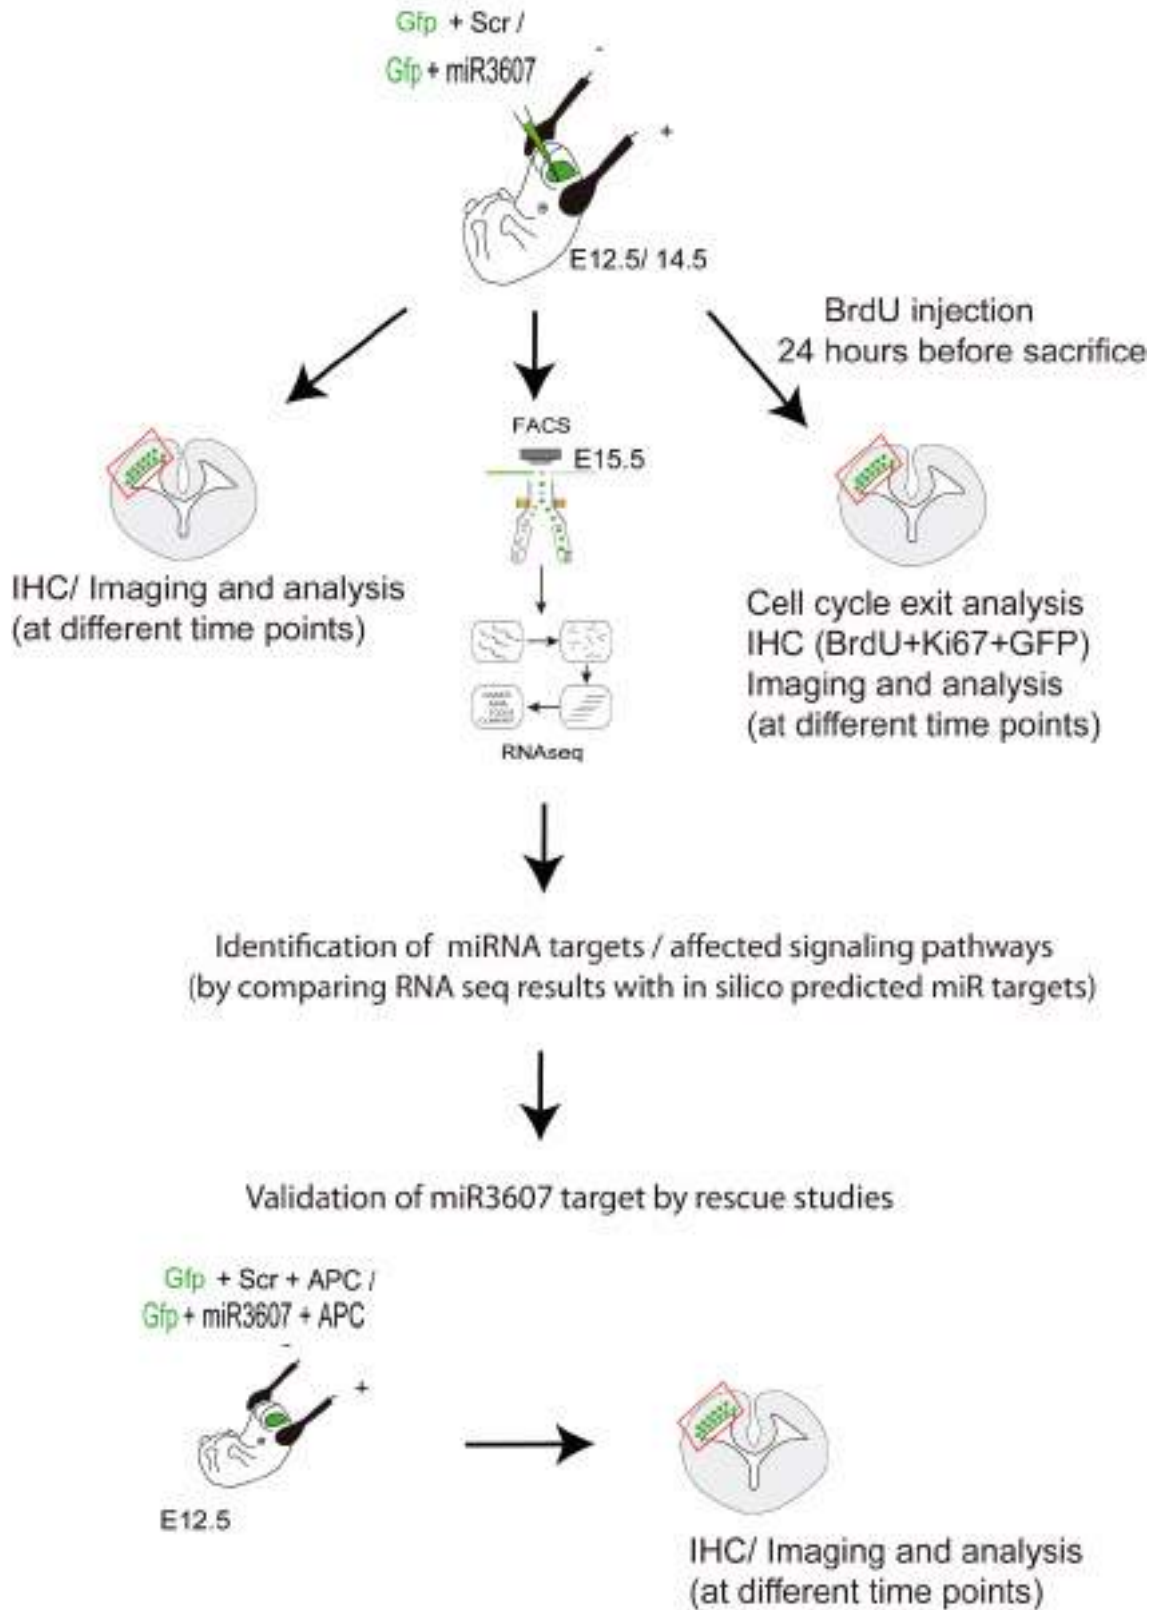 Gfp + Scr /
Gfp + miR3607
-
+
E12.5/ 14.5
BrdU injection
24 hours before sacrifice
FACS
E15.5
IHC/ Imaging and analysis
(at different time points)
RNAseq
Cell cycle exit analysis
IHC (BrdU+Ki67+GFP)
Imaging and analysis
(at different time points)
Identification of miRNA targets / affected signaling pathways
(by comparing RNA seq results with in silico predicted miR targets)
Validation of miR3607 target by rescue studies
Gfp + Scr + APC /
Gfp + miR3607 + APC
-
+
E12.5
IHC/ Imaging and analysis
(at different time points)